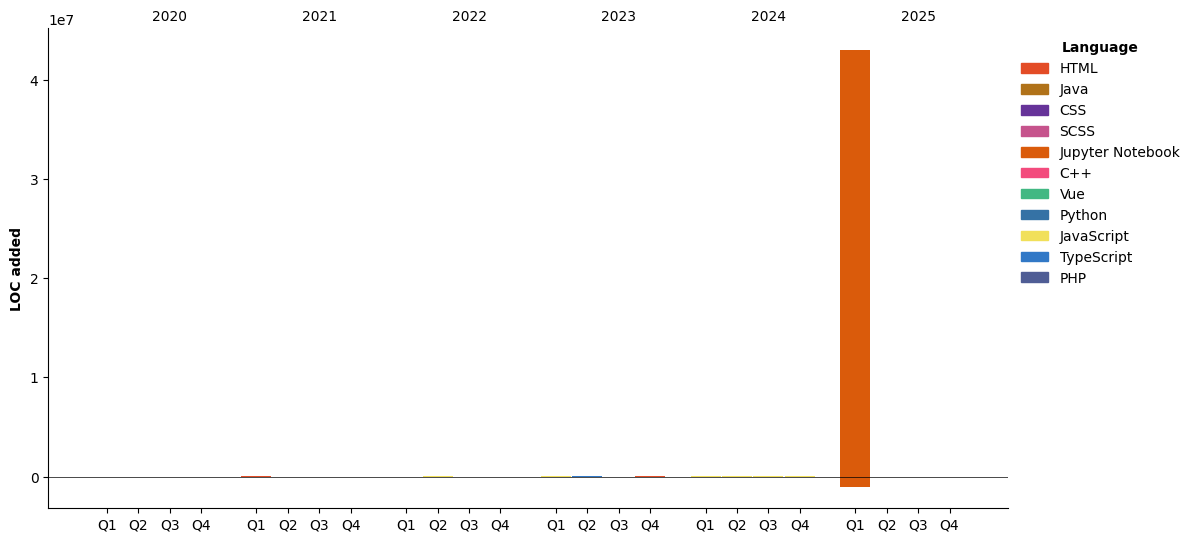 1e7
2020 2021 2022 2023 2024 2025
LOC added
4
3
2
1
0
Q1 Q2 Q3 Q4 Q1 Q2 Q3 Q4 Q1 Q2 Q3 Q4 Q1 Q2 Q3 Q4 Q1 Q2 Q3 Q4 Q1 Q2 Q3 Q4
Language
HTML
Java
CSS
SCSS
Jupyter Notebook
C++
Vue
Python
JavaScript
TypeScript
PHP